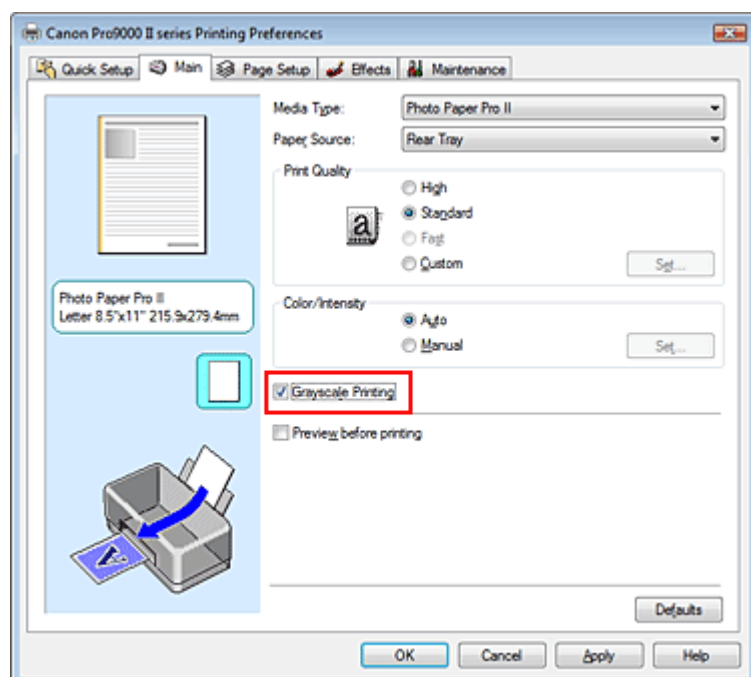 Canon Pro9000 II series Printing Preferences
Quick Setup Main Page Setup Effects Maintenance
Media Type: Photo Paper Pro II
Paper Source: Rear Tray
Print Quality
High
a Standard
Fast
Custom Set...
Photo Paper Pro II
Letter 8.5"x11" 215.9x279.4mm
Color/Intensity
Auto
Manual Set...
Grayscale Printing
Preview before printing
A
Defaults
OK Cancel Apply Help